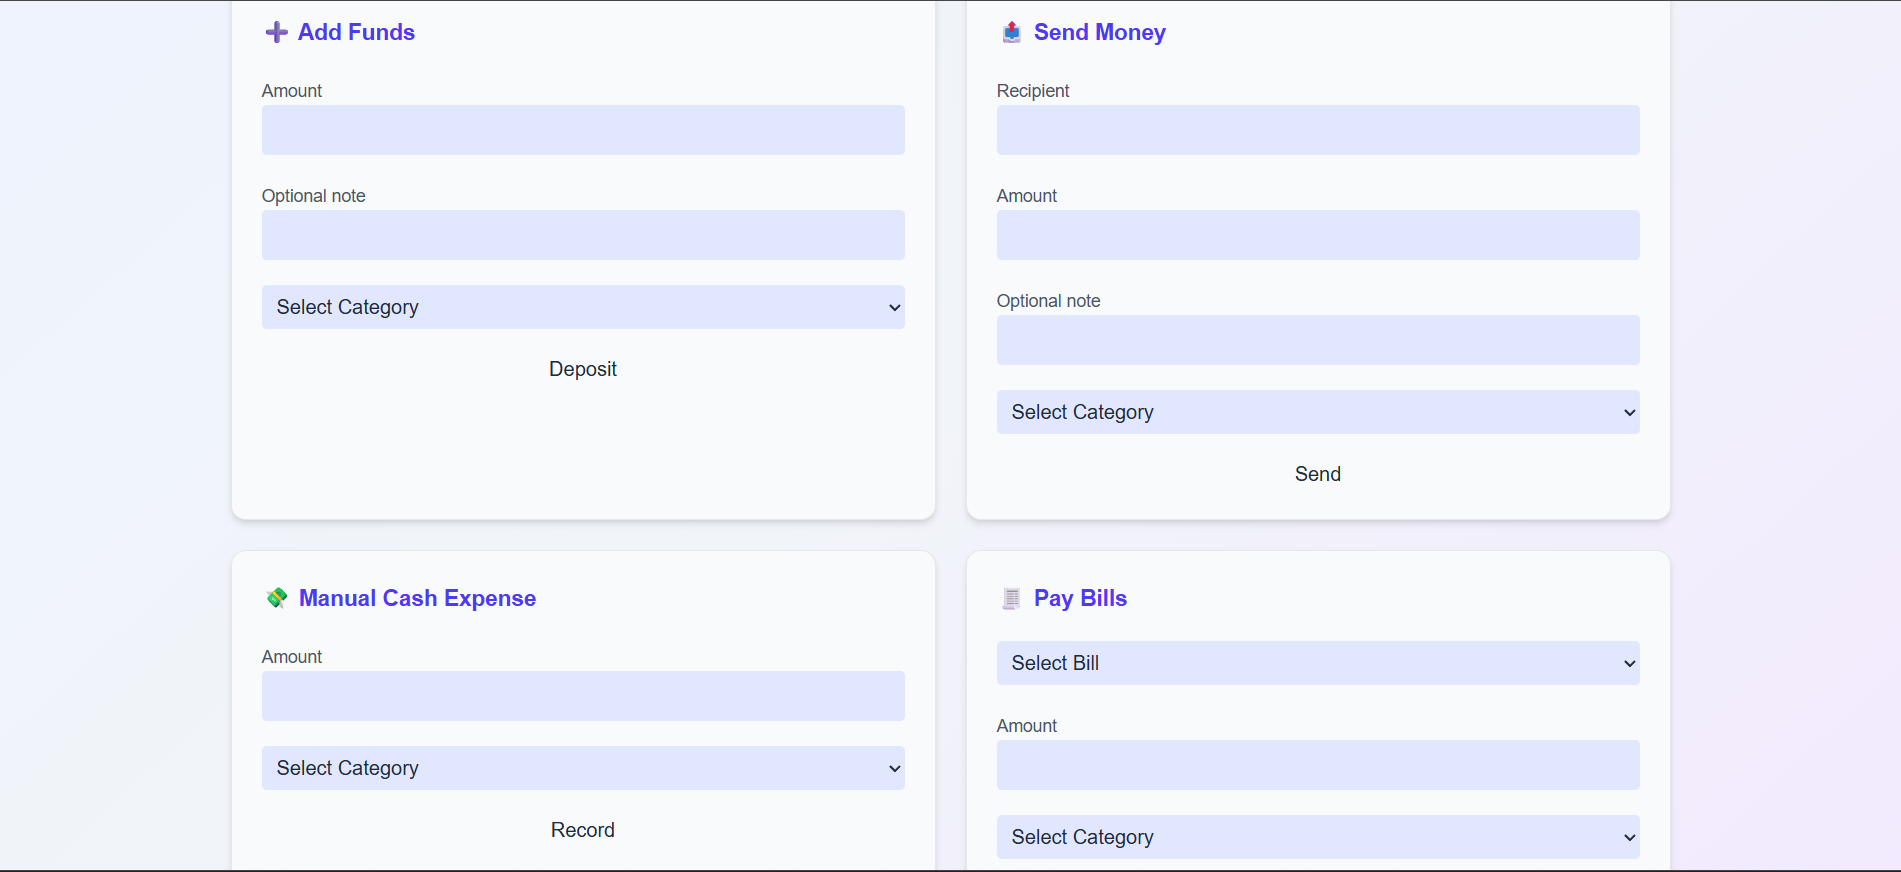 Add Funds
Amount
Optional note
Select Category
Deposit
Send Money
Recipient
Amount
Optional note
Select Category
Send
Manual Cash Expense
Amount
Select Category
Record
Pay Bills
Select Bill
Amount
Select Category